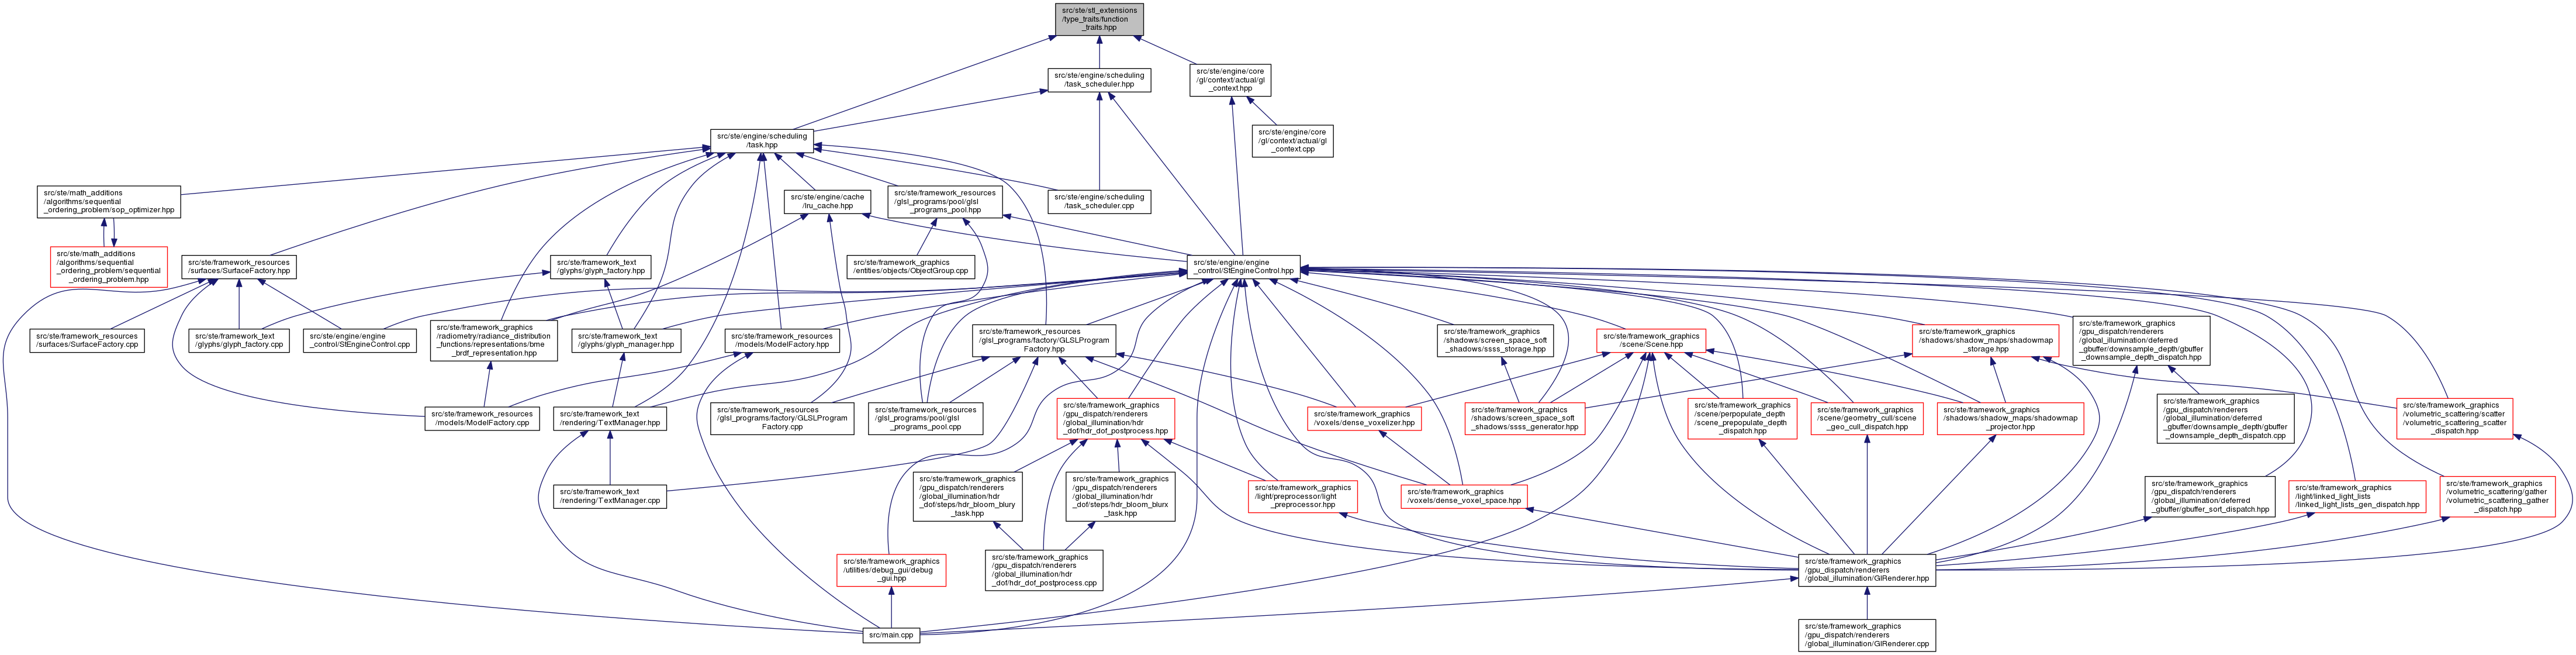 src/ste/stl_extensions
/type_traits/function
_traits.hpp
src/ste/engine/scheduling
/task_scheduler.hpp
src/ste/engine/core
/gl/context/actual/gl
_context.hpp
src/ste/engine/scheduling
/task.hpp
src/ste/engine/core
/gl/context/actual/gl
_context.cpp
src/ste/math_additions
/algorithms/sequential
_ordering_problem/sop_optimizer.hpp
src/ste/engine/cache
/lru_cache.hpp
src/ste/framework_resources
/glsl_programs/pool/glsl
_programs_pool.hpp
src/ste/engine/scheduling
/task_scheduler.cpp
src/ste/math_additions
/algorithms/sequential
_ordering_problem/sequential
_ordering_problem.hpp
src/ste/framework_resources
/surfaces/SurfaceFactory.hpp
src/ste/framework_text
/glyphs/glyph_factory.hpp
src/ste/framework_graphics
/entities/objects/ObjectGroup.cpp
src/ste/engine/engine
_control/StEngineControl.hpp
src/ste/framework_resources
/surfaces/SurfaceFactory.cpp
src/ste/framework_text
/glyphs/glyph_factory.cpp
src/ste/engine/engine
_control/StEngineControl.cpp
src/ste/framework_graphics
/radiometry/radiance_distribution
_functions/representations/tme
_brdf_representation.hpp
src/ste/framework_text
/glyphs/glyph_manager.hpp
src/ste/framework_resources
/models/ModelFactory.hpp
src/ste/framework_resources
/glsl_programs/factory/GLSLProgram
Factory.hpp
src/ste/framework_graphics
/shadows/screen_space_soft
_shadows/ssss_storage.hpp
src/ste/framework_graphics
/scene/Scene.hpp
src/ste/framework_graphics
/shadows/shadow_maps/shadowmap
_storage.hpp
src/ste/framework_graphics
/gpu_dispatch/renderers
/global_illumination/deferred
_gbuffer/downsample_depth/gbuffer
_downsample_depth_dispatch.hpp
src/ste/framework_resources
/models/ModelFactory.cpp
src/ste/framework_text
/rendering/TextManager.hpp
src/ste/framework_resources
/glsl_programs/factory/GLSLProgram
Factory.cpp
src/ste/framework_resources
/glsl_programs/pool/glsl
_programs_pool.cpp
src/ste/framework_graphics
/gpu_dispatch/renderers
/global_illumination/hdr
_dof/hdr_dof_postprocess.hpp
src/ste/framework_graphics
/voxels/dense_voxelizer.hpp
src/ste/framework_graphics
/shadows/screen_space_soft
_shadows/ssss_generator.hpp
src/ste/framework_graphics
/scene/perpopulate_depth
/scene_prepopulate_depth
_dispatch.hpp
src/ste/framework_graphics
/scene/geometry_cull/scene
_geo_cull_dispatch.hpp
src/ste/framework_graphics
/shadows/shadow_maps/shadowmap
_projector.hpp
src/ste/framework_graphics
/gpu_dispatch/renderers
/global_illumination/deferred
_gbuffer/downsample_depth/gbuffer
_downsample_depth_dispatch.cpp
src/ste/framework_graphics
/volumetric_scattering/scatter
/volumetric_scattering_scatter
_dispatch.hpp
src/ste/framework_text
/rendering/TextManager.cpp
src/ste/framework_graphics
/gpu_dispatch/renderers
/global_illumination/hdr
_dof/steps/hdr_bloom_blury
_task.hpp
src/ste/framework_graphics
/gpu_dispatch/renderers
/global_illumination/hdr
_dof/steps/hdr_bloom_blurx
_task.hpp
src/ste/framework_graphics
/light/preprocessor/light
_preprocessor.hpp
src/ste/framework_graphics
/voxels/dense_voxel_space.hpp
src/ste/framework_graphics
/gpu_dispatch/renderers
/global_illumination/deferred
_gbuffer/gbuffer_sort_dispatch.hpp
src/ste/framework_graphics
/light/linked_light_lists
/linked_light_lists_gen_dispatch.hpp
src/ste/framework_graphics
/volumetric_scattering/gather
/volumetric_scattering_gather
_dispatch.hpp
src/ste/framework_graphics
/utilities/debug_gui/debug
_gui.hpp
src/ste/framework_graphics
/gpu_dispatch/renderers
/global_illumination/hdr
_dof/hdr_dof_postprocess.cpp
src/ste/framework_graphics
/gpu_dispatch/renderers
/global_illumination/GIRenderer.hpp
src/main.cpp
src/ste/framework_graphics
/gpu_dispatch/renderers
/global_illumination/GIRenderer.cpp